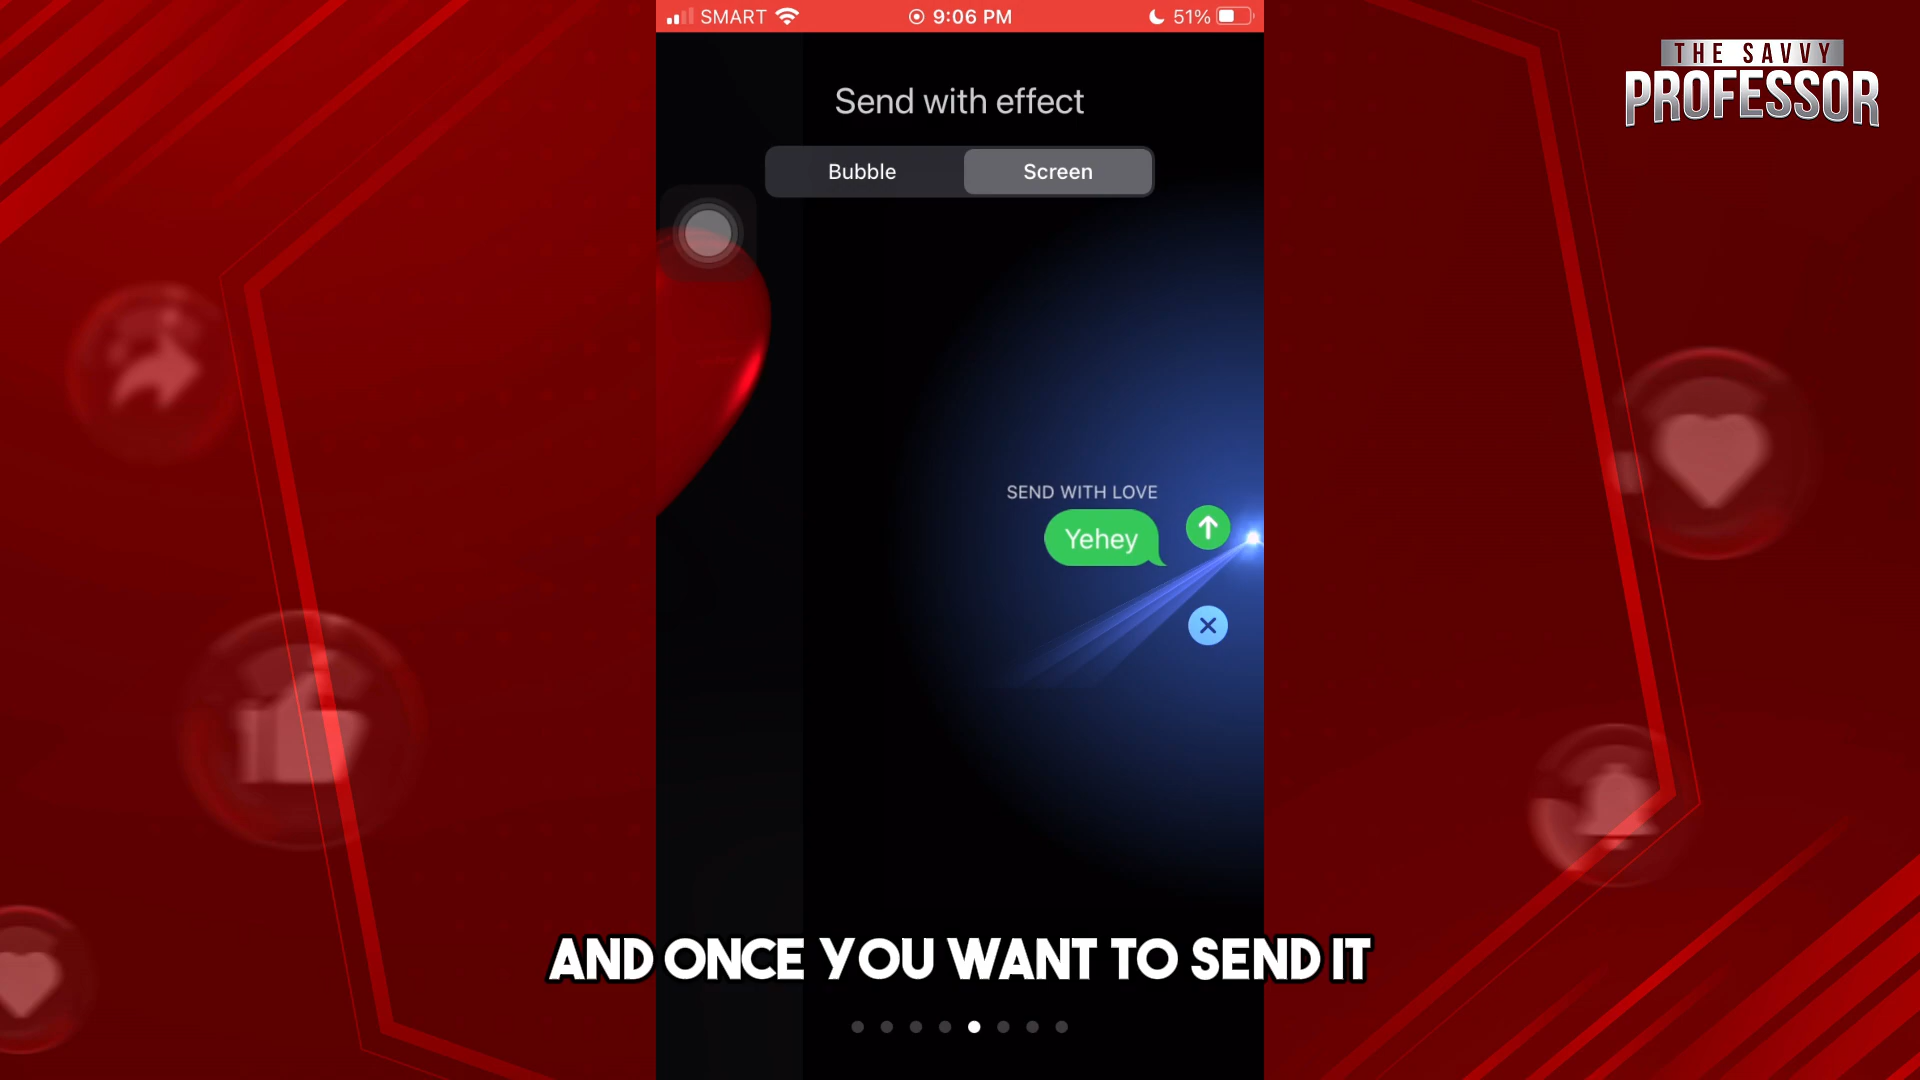 SMART 9:06 PM 51%
THE SAVVY
PROFESSOR
Send with effect
Bubble Screen
SEND WITH LOVE
Yehey
AND ONCE YOU WANT TO SEND IT